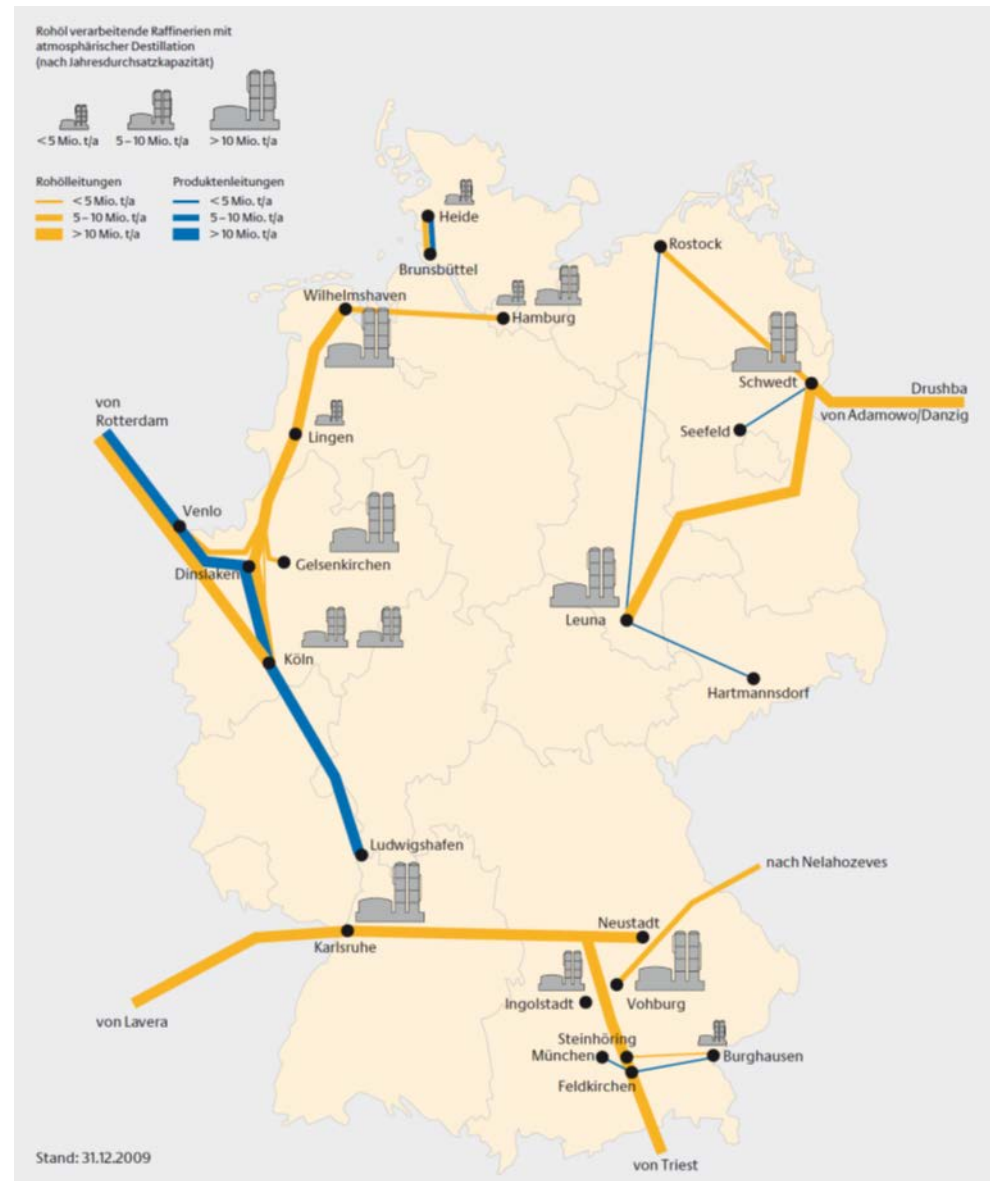 Rohöl verarbeitende Raffinerien mit
atmosphärischer Destillation
(nach Jahresdurchsatzkapazität)
< 5 Mio. t/a 5 – 10 Mio. t/a > 10 Mio. t/a
Rohölleitungen Produktenleitungen
< 5 Mio. t/a < 5 Mio. t/a
5 – 10 Mio. t/a 5 – 10 Mio. t/a
> 10 Mio. t/a > 10 Mio. t/a
Heide
Brunsbüttel
Rostock
Wilhelmshaven
Hamburg
Schwedt
Drushba
von Adamowo/Danzig
von
Rotterdam
Lingen
Seefeld
Venlo
Gelsenkirchen
Dinslaken
Leuna
Köln
Hartmannsdorf
Ludwigshafen
nach Nelahozeves
Neustadt
Karlsruhe
Ingolstadt
Vohburg
von Lavera
Steinhöring
München
Burghausen
Feldkirchen
Stand: 31.12.2009
von Triest